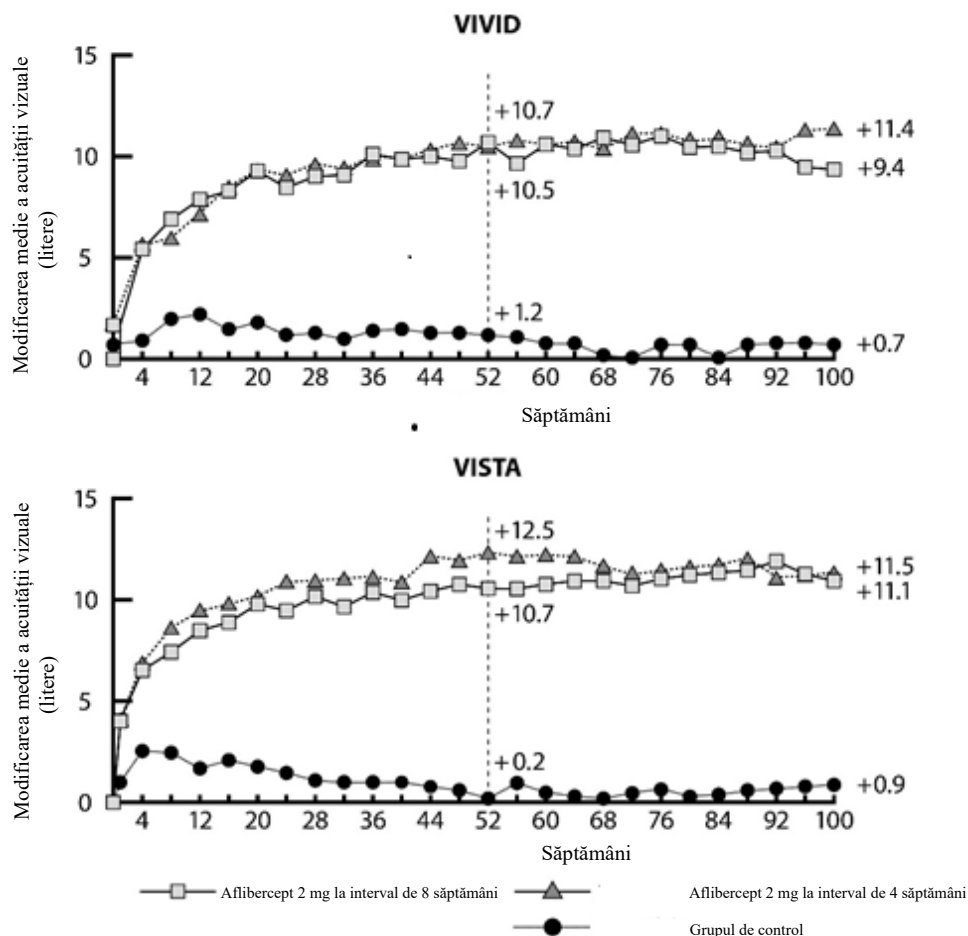 VIVID
Modificarea medie a acuității vizuale
(litere)
15
10
5
0
+10.7
+10.5
+ 1.2
+11.4
+9.4
+0.7
4 12 20 28 36 44 52 60 68 76 84 92 100
Săptămâni
VISTA
Modificarea medie a acuității vizuale
(litere)
15
10
5
0
+12.5
+10.7
+ 0.2
+11.5
+11.1
+0.9
4 12 20 28 36 44 52 60 68 76 84 92 100
Săptămâni
Aflibercept 2 mg la interval de 8 săptămâni Aflibercept 2 mg la interval de 4 săptămâni
Grupul de control